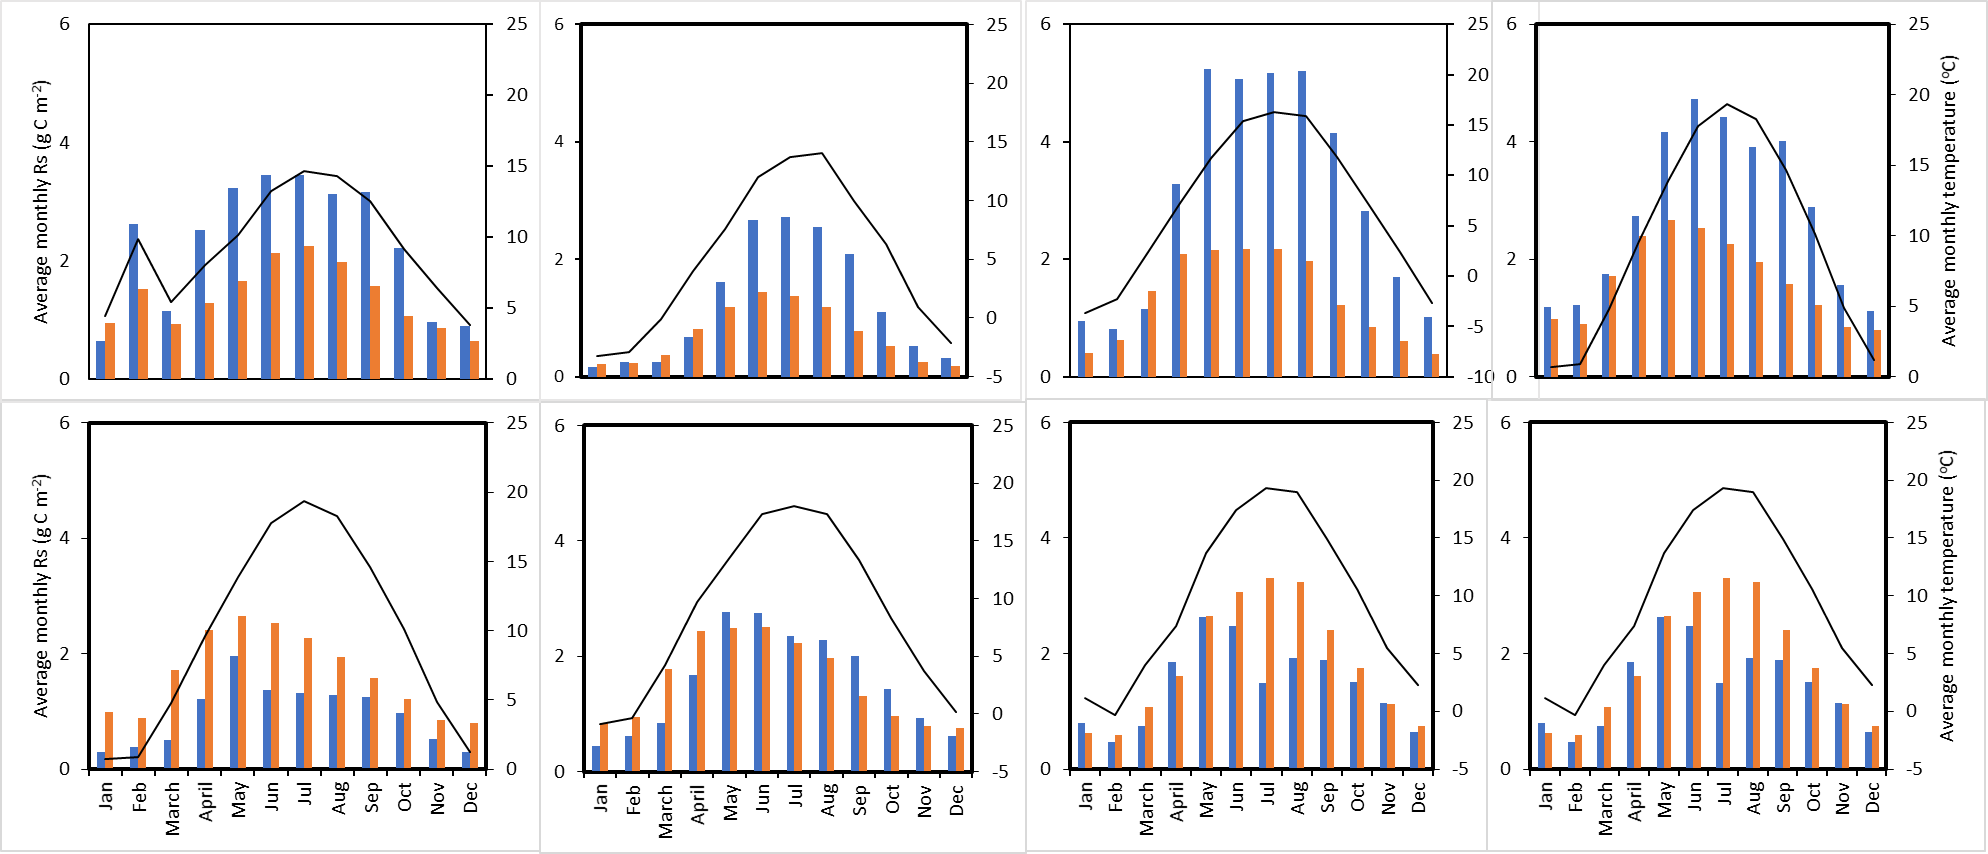 6 25 6 25 6 25 6 25
20 20 20 20
4 15 4 15 4 15 4 15
10 10 10 10
2 5 2 5 2 5 2 5
0 0 0 0 0 -5 0 0
-5 -10
Average monthly Rs (g C m-2)
Average monthly temperature (oC)
6 25 6 25 6 25 6 25
20 20 20 20
4 15 4 15 4 15 4 15
10 10 10 10
2 5 2 5 2 5 2 5
0 0 0 0
0 0 0 -5 0 -5 0 -5
Average monthly Rs (g C m-2)
Average monthly temperature (oC)
Jan Feb March April May Jun Jul Aug Sep Oct Nov Dec
Jan Feb March April May Jun Jul Aug Sep Oct Nov Dec
Jan Feb March April May Jun Jul Aug Sep Oct Nov Dec
Jan Feb March April May Jun Jul Aug Sep Oct Nov Dec